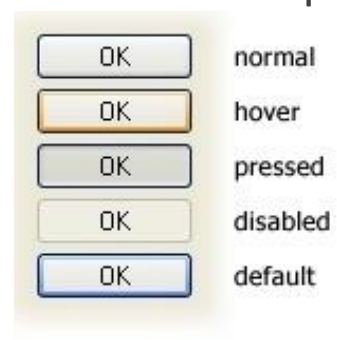 OK normal
OK hover
OK pressed
OK disabled
OK default